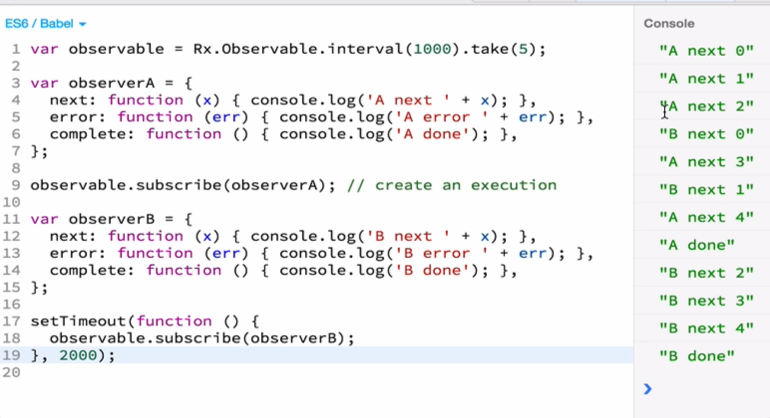 ES6 / Babel
1 var observable = Rx.Observable.interval(1000).take(5);
2
3 var observerA = {
4   next: function (x) { console.log('A next ' + x); },
5   error: function (err) { console.log('A error ' + err); },
6   complete: function () { console.log('A done'); },
7 };
8
9 observable.subscribe(observerA); // create an execution
10
11 var observerB = {
12   next: function (x) { console.log('B next ' + x); },
13   error: function (err) { console.log('B error ' + err); },
14   complete: function () { console.log('B done'); },
15 };
16
17 setTimeout(function () {
18   observable.subscribe(observerB);
19 }, 2000);
20
Console
"A next 0"
"A next 1"
"A next 2"
"B next 0"
"A next 3"
"B next 1"
"A next 4"
"A done"
"B next 2"
"B next 3"
"B next 4"
"B done"